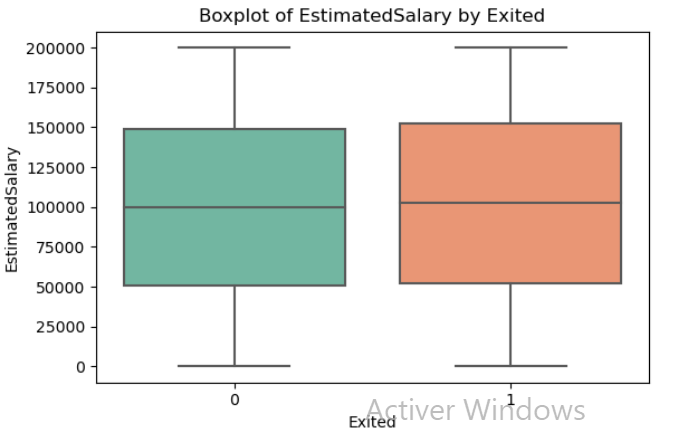 Boxplot of EstimatedSalary by Exited
200000
175000
150000
125000
100000
75000
50000
25000
0
EstimatedSalary
0 1
Exited
Activer Windows